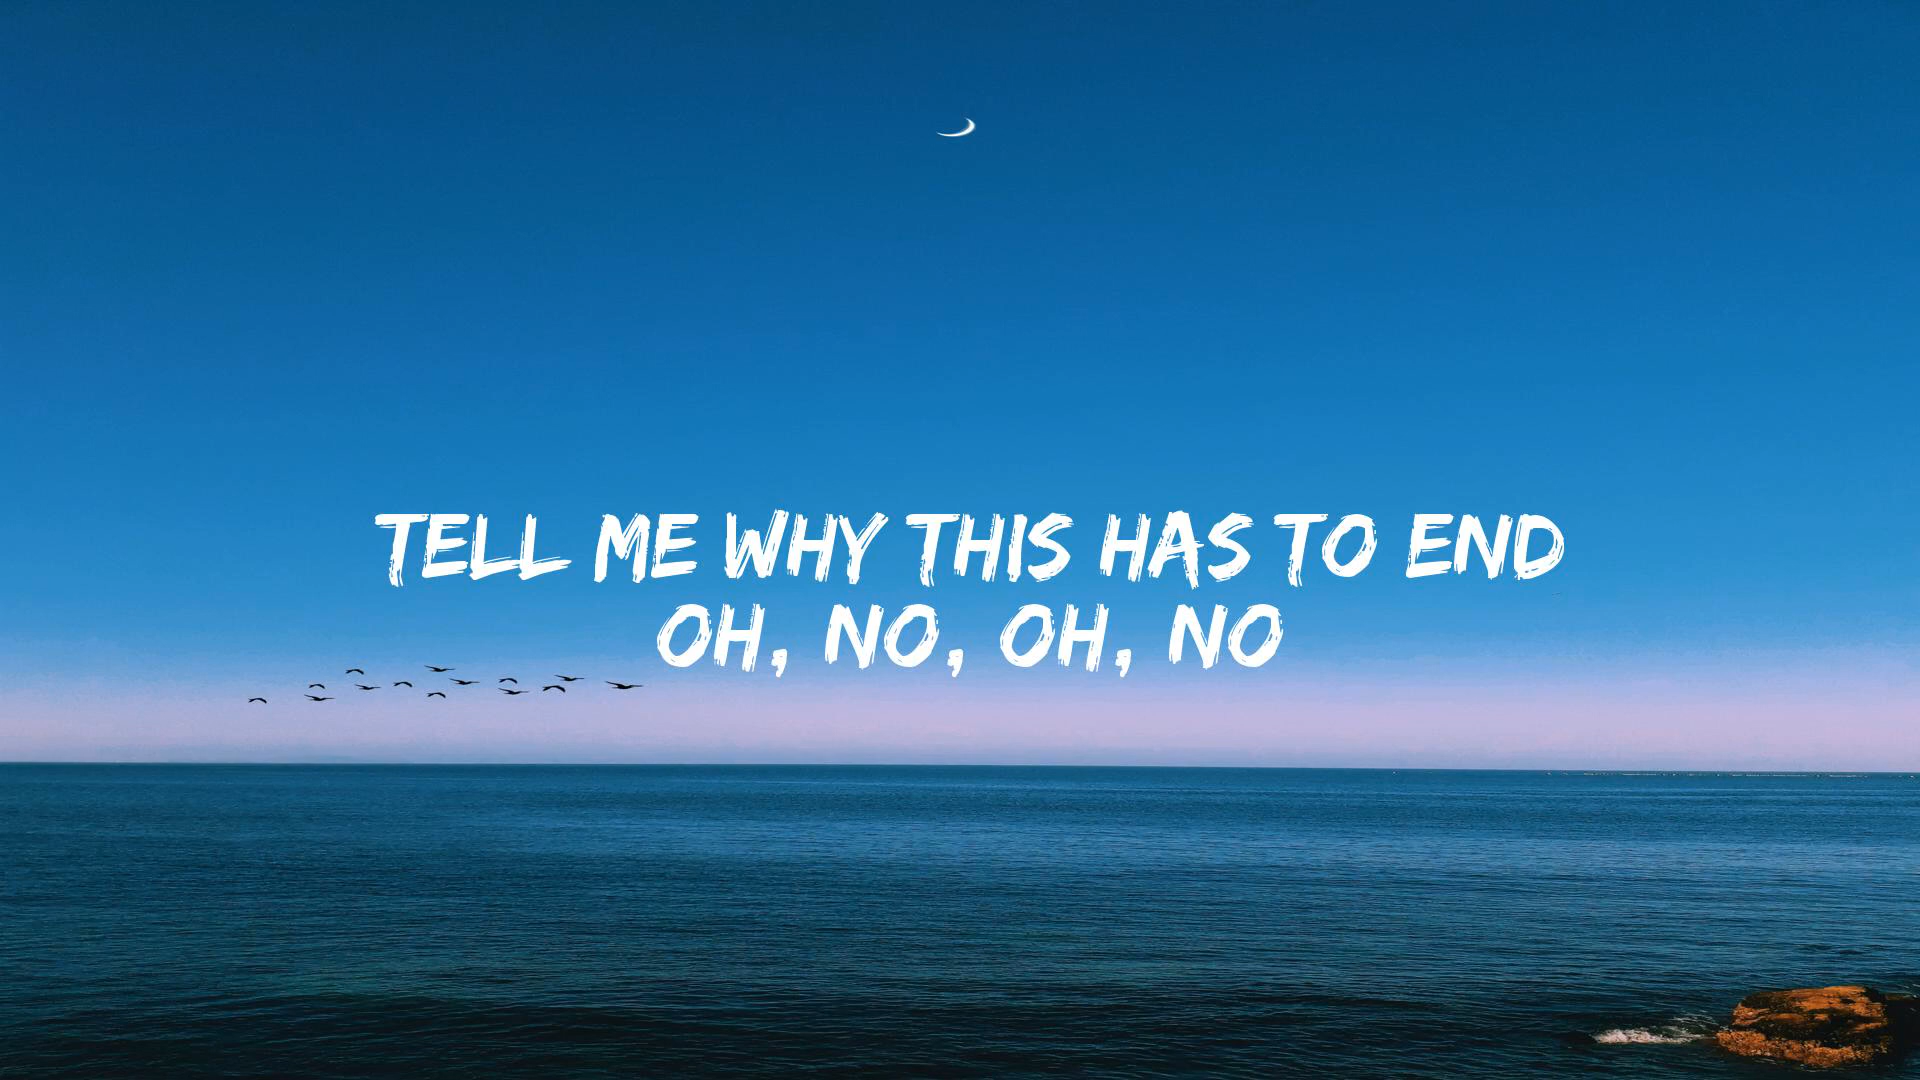 TELL ME WHY THIS HAS TO END
OH, NO, OH, NO